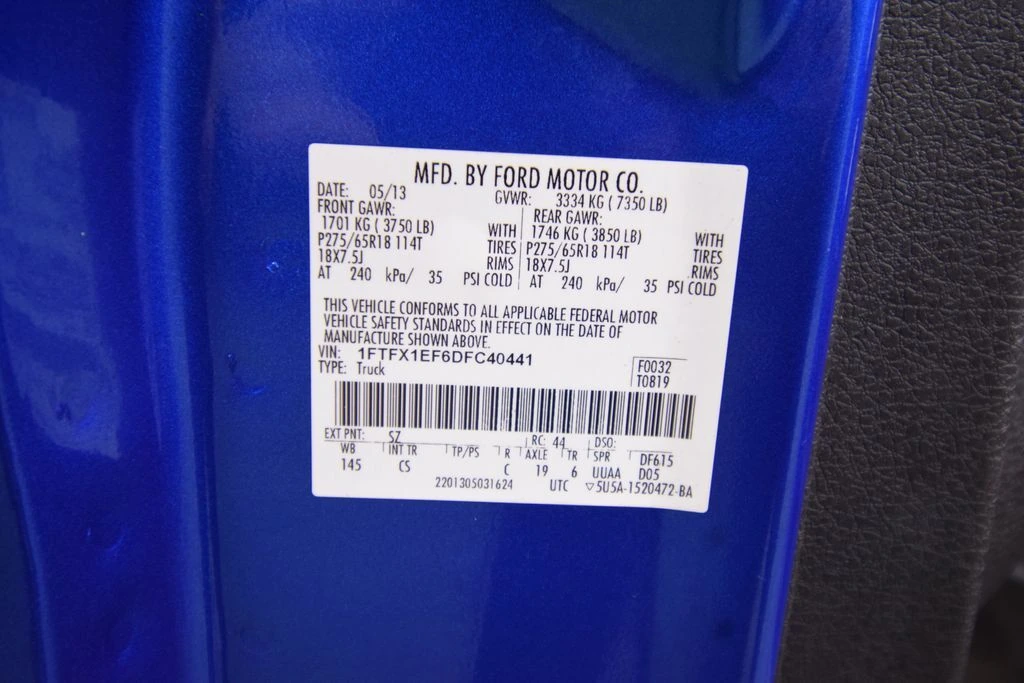 MFD. BY FORD MOTOR CO.
DATE: 05/13 GVWR: 3334 KG ( 7350 LB)
FRONT GAWR: REAR GAWR:
1701 KG ( 3750 LB) WITH 1746 KG ( 3850 LB) WITH
P275/65R18 114T TIRES P275/65R18 114T TIRES
18X7.5J RIMS 18X7.5J RIMS
AT 240 kPa/ 35 PSI COLD AT 240 kPa/ 35 PSI COLD
THIS VEHICLE CONFORMS TO ALL APPLICABLE FEDERAL MOTOR
VEHICLE SAFETY STANDARDS IN EFFECT ON THE DATE OF
MANUFACTURE SHOWN ABOVE.
VIN: 1FTFX1EF6DFC40441 F0032
TYPE: Truck T0819
EXT PNT: SZ RC: 44 DSO:
WB INT TR TP/PS R AXLE TR SPR DF615
145 CS C 19 6 UUAA D05
2201305031624 UTC ▽5U5A-1520472-BA